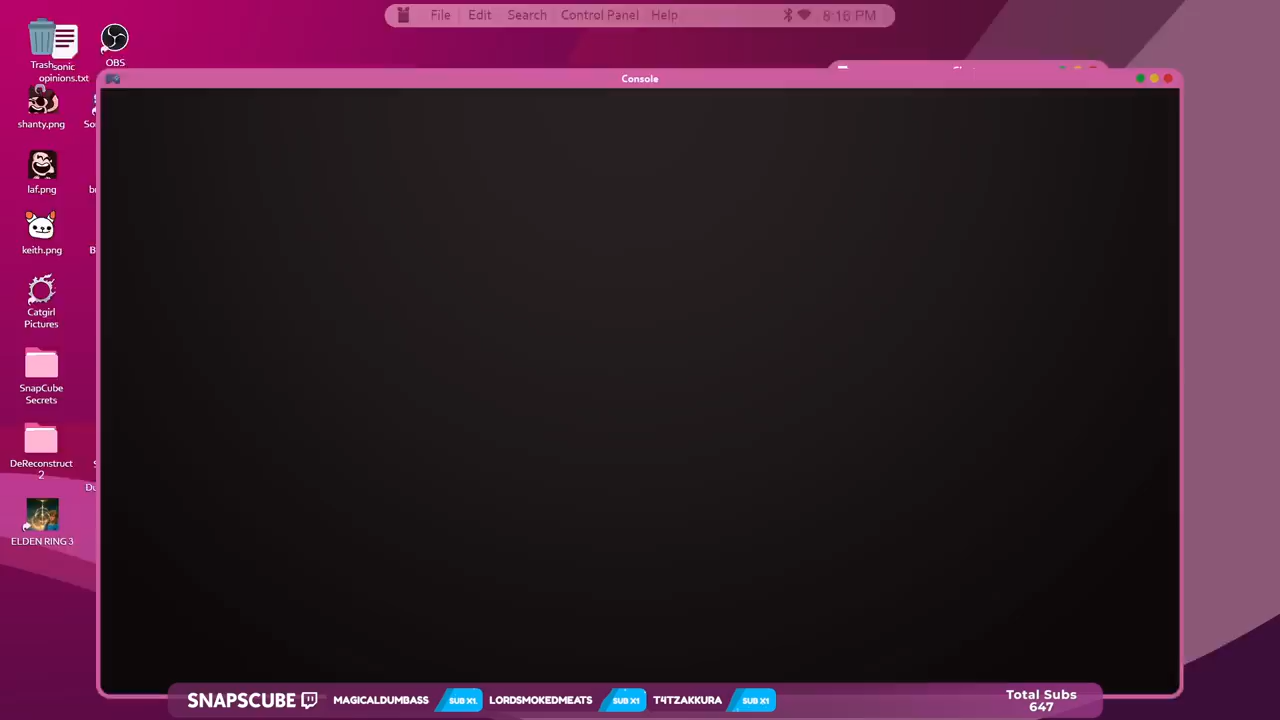 File Edit Search Control Panel Help 8:16 PM
Trash
sonic opinions.txt
OBS
Console
shanty.png
laf.png
keith.png
Catgirl
Pictures
SnapCube
Secrets
DeReconstruct
2
ELDEN RING 3
SNAPSCUBE MAGICALDUMBASS SUB X1 LORDSMOKEDMEATS SUB X1 T4TZAKKURA SUB X1
Total Subs
647